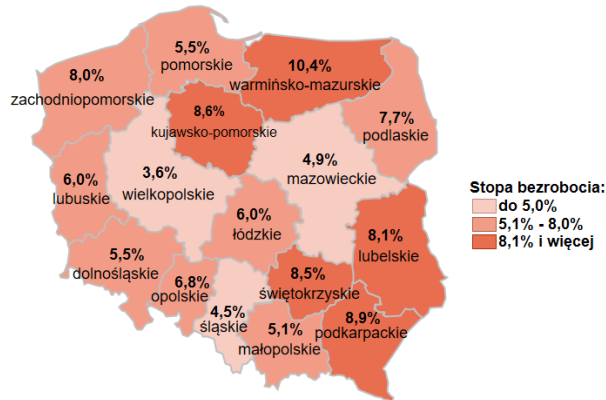 5,5%
pomorskie
8,0%
zachodniopomorskie
10,4%
warmińsko-mazurskie
8,6%
kujawsko-pomorskie
7,7%
podlaskie
3,6%
wielkopolskie
4,9%
mazowieckie
6,0%
lubuskie
6,0%
łódzkie
5,5%
dolnośląskie
8,1%
lubelskie
6,8%
opolskie
4,5%
śląskie
8,5%
świętokrzyskie
5,1%
małopolskie
8,9%
podkarpackie
Stopa bezrobocia:
do 5,0%
5,1% - 8,0%
8,1% i więcej